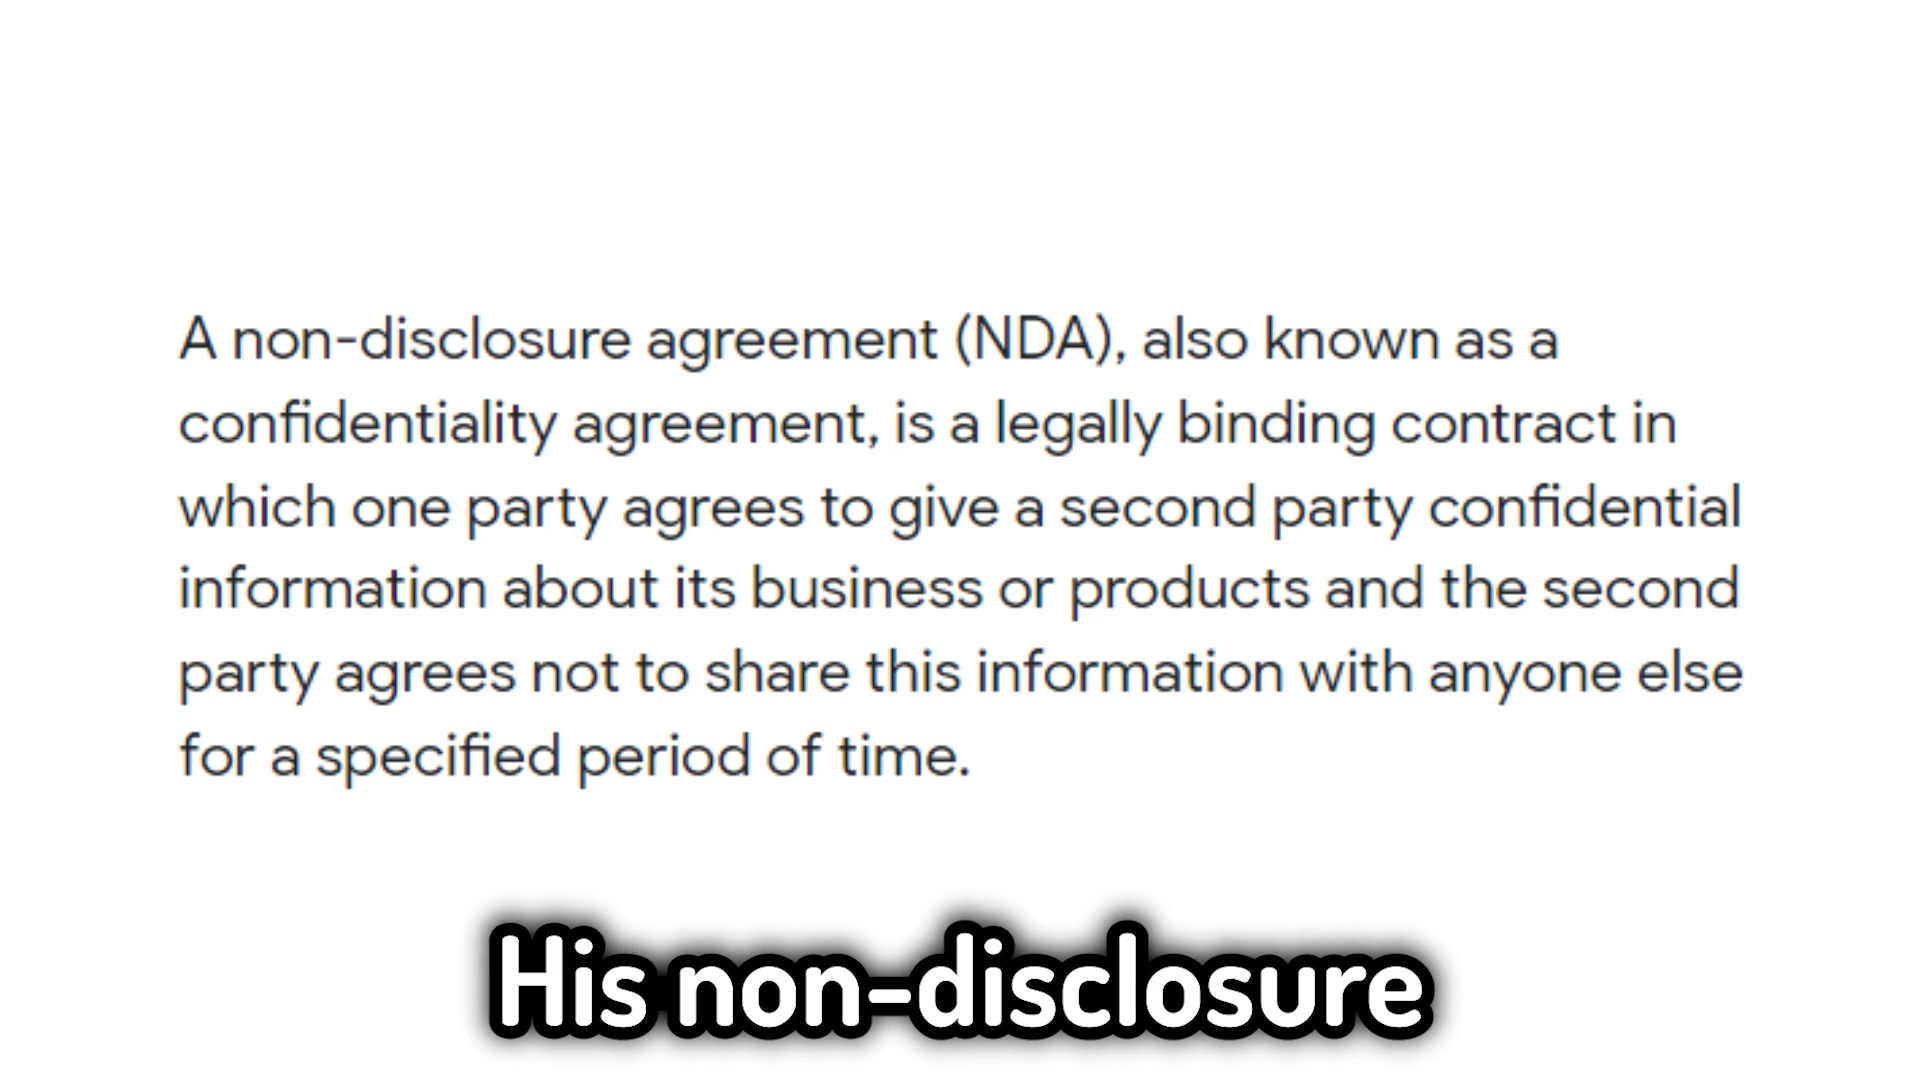 A non-disclosure agreement (NDA), also known as a
confidentiality agreement, is a legally binding contract in
which one party agrees to give a second party confidential
information about its business or products and the second
party agrees not to share this information with anyone else
for a specified period of time.
His non-disclosure